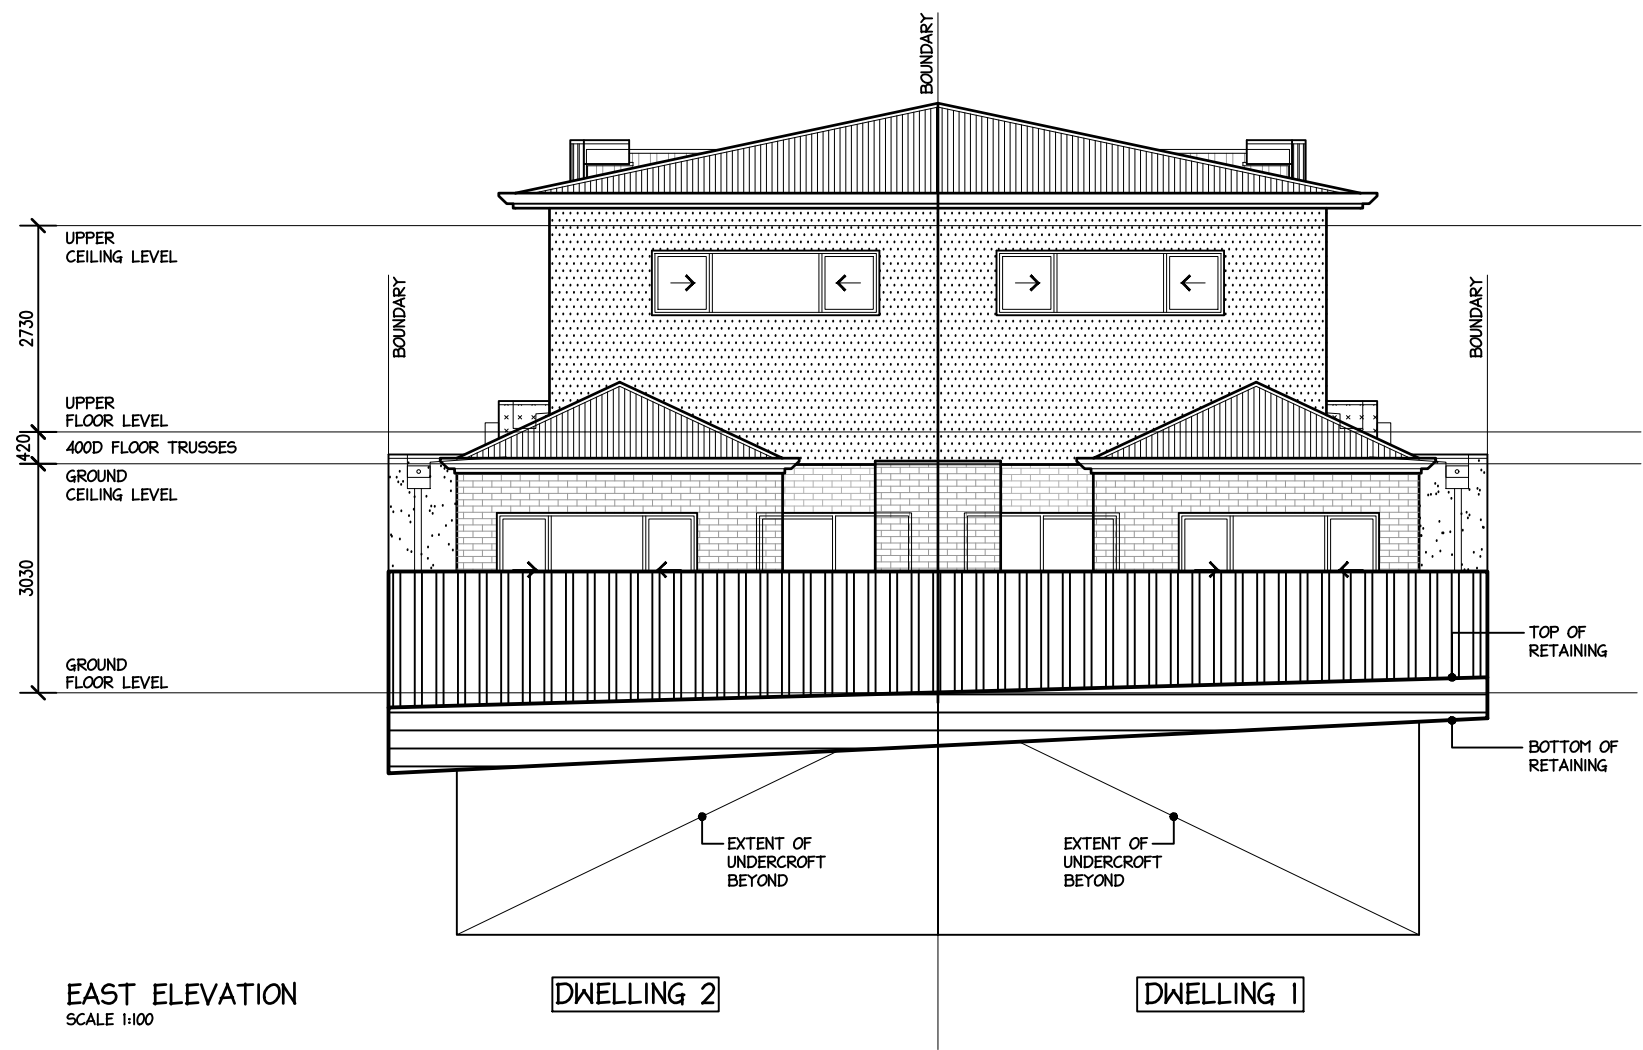 BOUNDARY
UPPER
CEILING LEVEL
BOUNDARY
BOUNDARY
2730
UPPER
FLOOR LEVEL
420
400D FLOOR TRUSSES
GROUND
CEILING LEVEL
3030
TOP OF
RETAINING
GROUND
FLOOR LEVEL
BOTTOM OF
RETAINING
EXTENT OF
UNDERCROFT
BEYOND
EXTENT OF
UNDERCROFT
BEYOND
EAST ELEVATION
SCALE 1:100
DWELLING 2
DWELLING 1